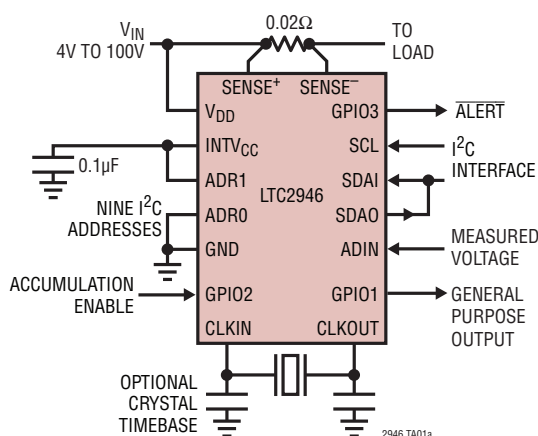 VIN
4V TO 100V
0.02Ω
TO
LOAD
SENSE+
SENSE–
VDD
GPIO3
ALERT
INTVCC
SCL
I2C
INTERFACE
0.1µF
ADR1
SDAI
LTC2946
NINE I2C
ADDRESSES
ADR0
SDAO
GND
ADIN
MEASURED
VOLTAGE
ACCUMULATION
ENABLE
GPIO2
GPIO1
GENERAL
PURPOSE
OUTPUT
CLKIN
CLKOUT
OPTIONAL
CRYSTAL
TIMEBASE
2946 TA01a